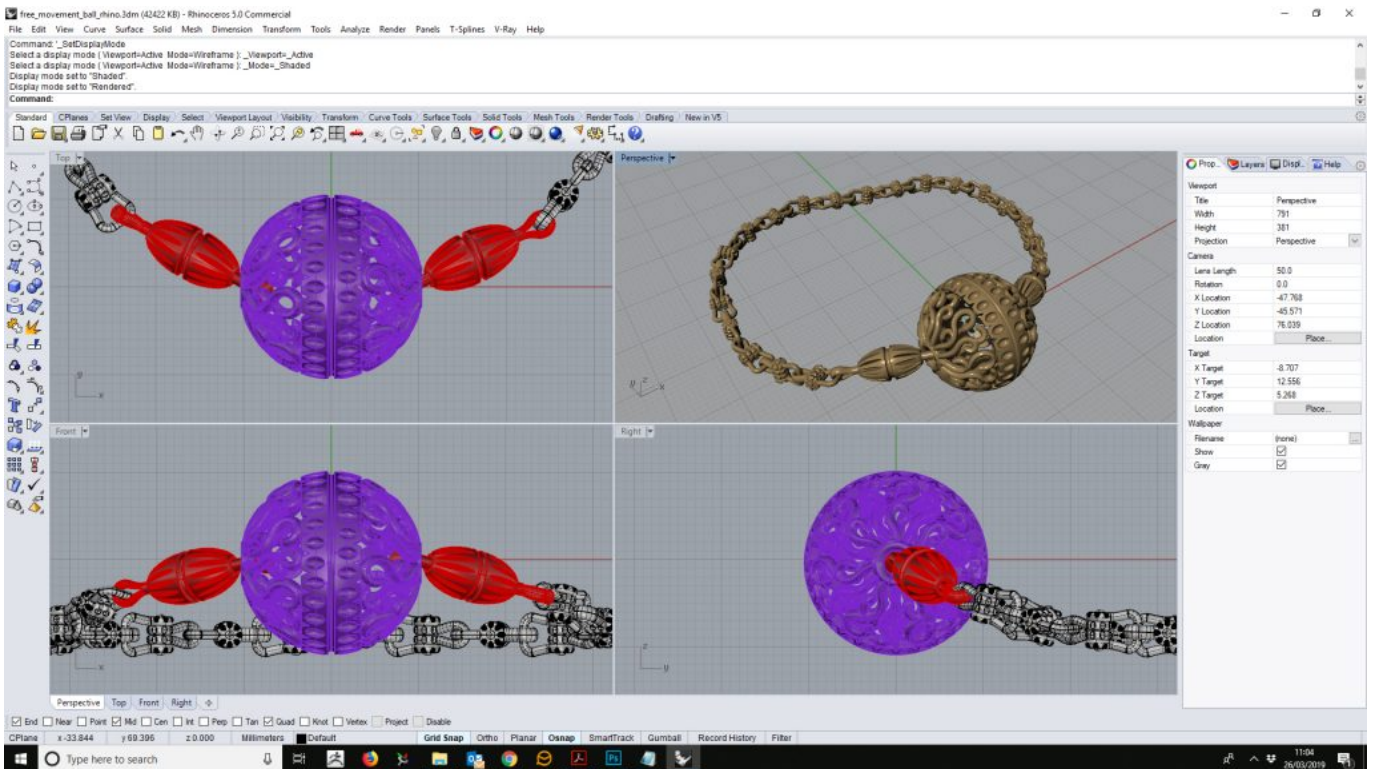 free_movement_ball_rhino.3dm (42422 KB) - Rhinoceros 5.0 Commercial
File Edit View Curve Surface Solid Mesh Dimension Transform Tools Analyze Render Panels T-Splines V-Ray Help
Command: '_SetDisplayMode
Select a display mode ( Viewport=Active Mode=Wireframe ): _Viewport=_Active
Select a display mode ( Viewport=Active Mode=Wireframe ): _Mode=_Shaded
Display mode set to "Shaded".
Display mode set to "Rendered".
Command:
Standard CPlanes Set View Display Select Viewport Layout Visibility Transform Curve Tools Surface Tools Solid Tools Mesh Tools Render Tools Drafting New in V5
Top
Perspective
Prop... Layers Displ... Help
Viewport
Title Perspective
Width 791
Height 381
Projection Perspective
Camera
Lens Length 50.0
Rotation 0.0
X Location -47.768
Y Location -45.571
Z Location 76.039
Location Place...
Target
X Target -8.707
Y Target 12.556
Z Target 5.268
Location Place...
Wallpaper
Filename (none) ...
Show
Gray
y
x
y z x
Front
Right
x
z
y
Perspective Top Front Right
End Near Point Mid Cen Int Perp Tan Quad Knot Vertex Project Disable
CPlane x -33.844 y 69.396 z 0.000 Millimeters Default Grid Snap Ortho Planar Osnap SmartTrack Gumball Record History Filter
Type here to search
11:04
26/03/2019